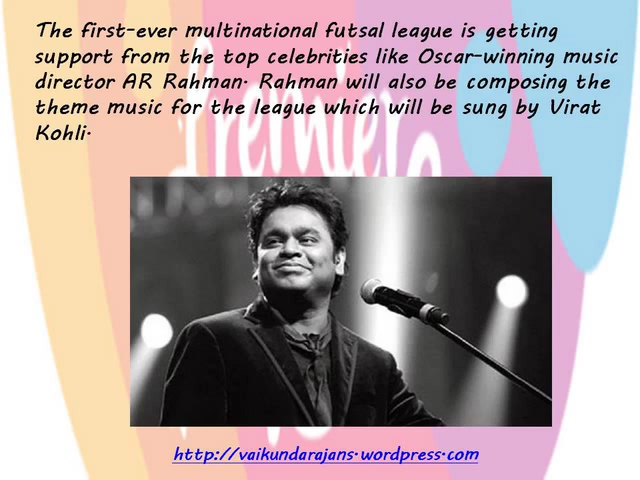 The first-ever multinational futsal league is getting
support from the top celebrities like Oscar-winning music
director AR Rahman. Rahman will also be composing the
theme music for the league which will be sung by Virat
Kohli.
Premier
http://vaikundarajans.wordpress.com